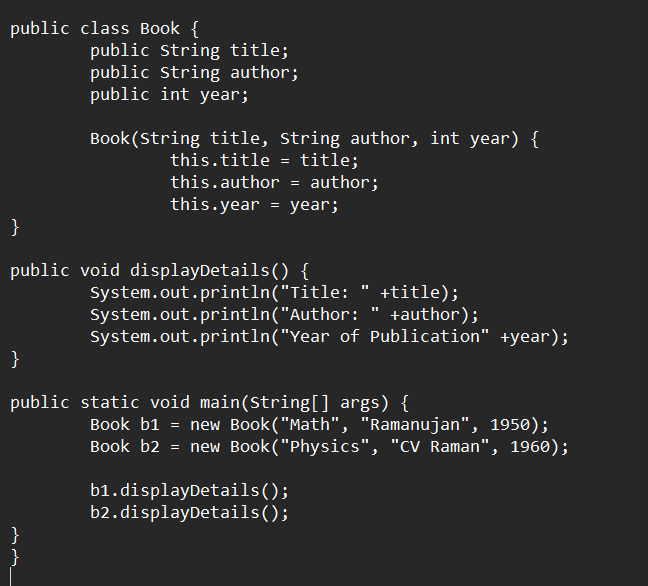 public class Book {
        public String title;
        public String author;
        public int year;

        Book(String title, String author, int year) {
                this.title = title;
                this.author = author;
                this.year = year;
}

public void displayDetails() {
        System.out.println("Title: " +title);
        System.out.println("Author: " +author);
        System.out.println("Year of Publication" +year);
}

public static void main(String[] args) {
        Book b1 = new Book("Math", "Ramanujan", 1950);
        Book b2 = new Book("Physics", "CV Raman", 1960);

        b1.displayDetails();
        b2.displayDetails();
}
}